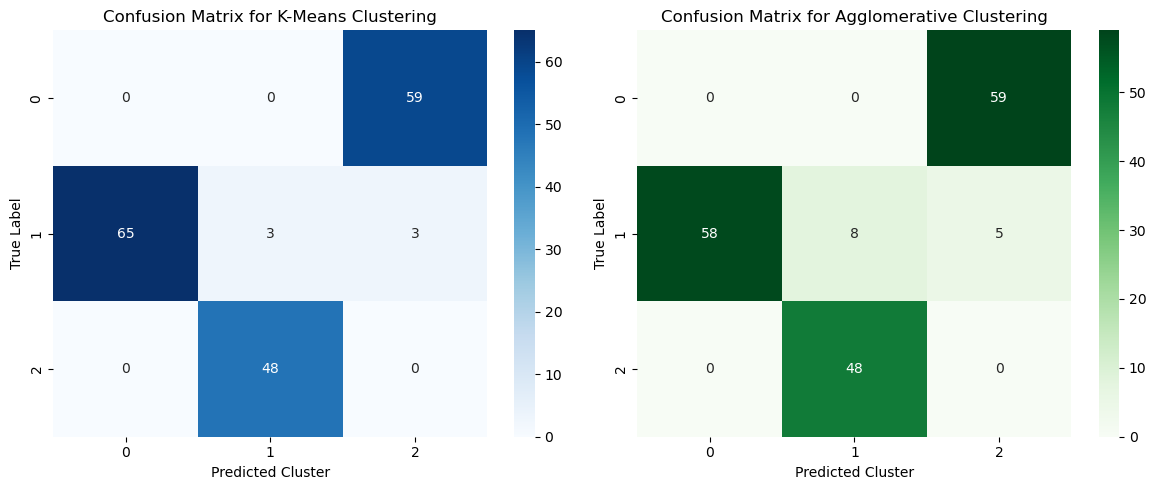 Confusion Matrix for K-Means Clustering
True Label
0
1
2
0 0 59
65 3 3
0 48 0
0 1 2
Predicted Cluster
60
50
40
30
20
10
0
Confusion Matrix for Agglomerative Clustering
True Label
0
1
2
0 0 59
58 8 5
0 48 0
0 1 2
Predicted Cluster
50
40
30
20
10
0